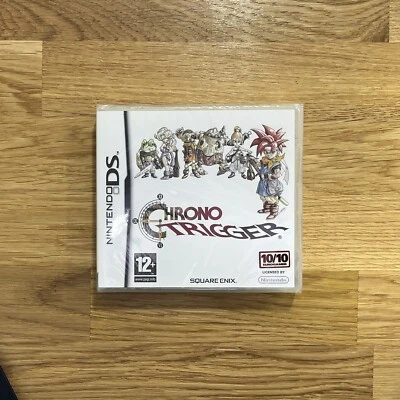 NINTENDO DS
CHRONO
TRIGGER
12+
SQUARE ENIX
10/10
LICENSED BY
Nintendo